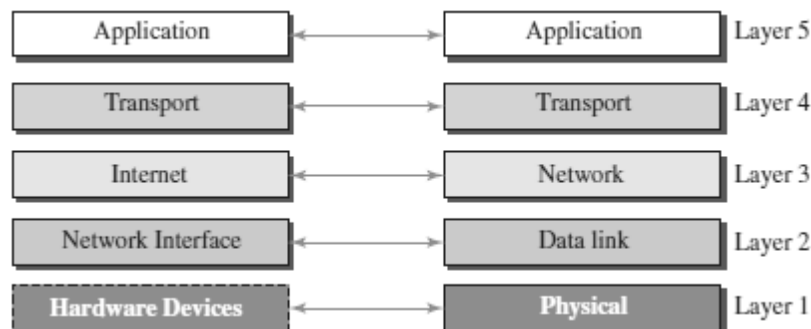 Application Application Layer 5
Transport Transport Layer 4
Internet Network Layer 3
Network Interface Data link Layer 2
Hardware Devices Physical Layer 1